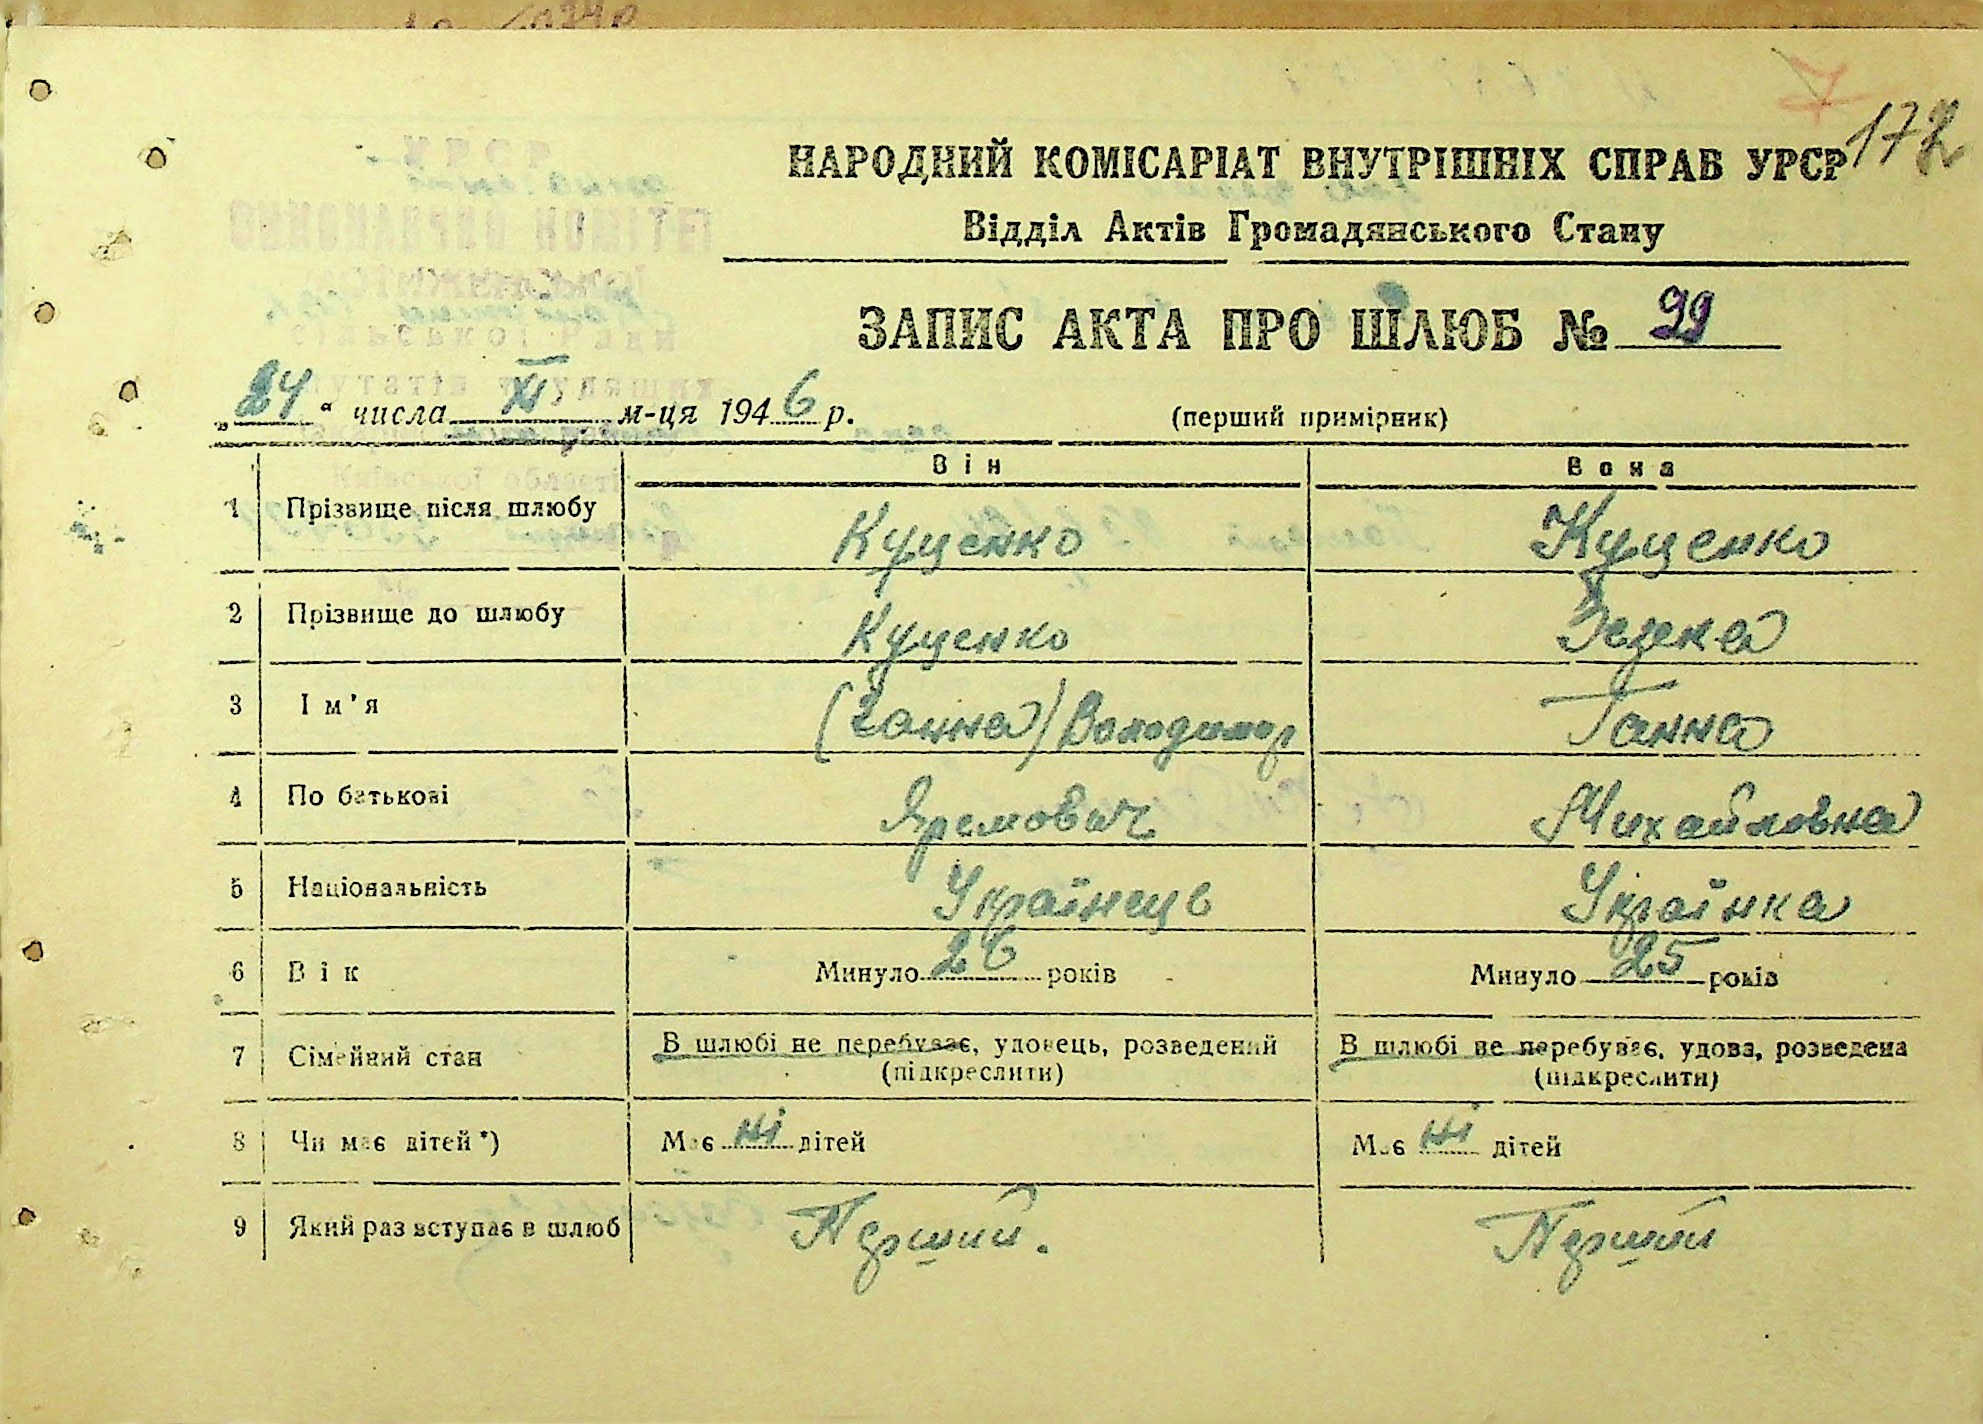 172
НАРОДНИЙ КОМІСАРІАТ ВНУТРІШНІХ СПРАВ УРСР
Відділ Актів Громадянського Стану
ЗАПИС АКТА ПРО ШЛЮБ № 99
„24“ числа XI м-ця 1946 р. (перший примірник)
Він Вона
1 Прізвище після шлюбу Куценко Куценко
2 Прізвище до шлюбу Куценко
3 Ім'я (Ганна) Володимир Ганна
4 По батькові Яремович Михайловна
5 Національність Українець Українка
6 Вік Минуло 26 років Минуло 25 років
7 Сімейний стан В шлюбі не перебуває, удовець, розведений В шлюбі не перебуває, удова, розведена
(підкреслити) (підкреслити)
8 Чи має дітей*) Має ні дітей Має ні дітей
9 Який раз вступає в шлюб Перший. Перший